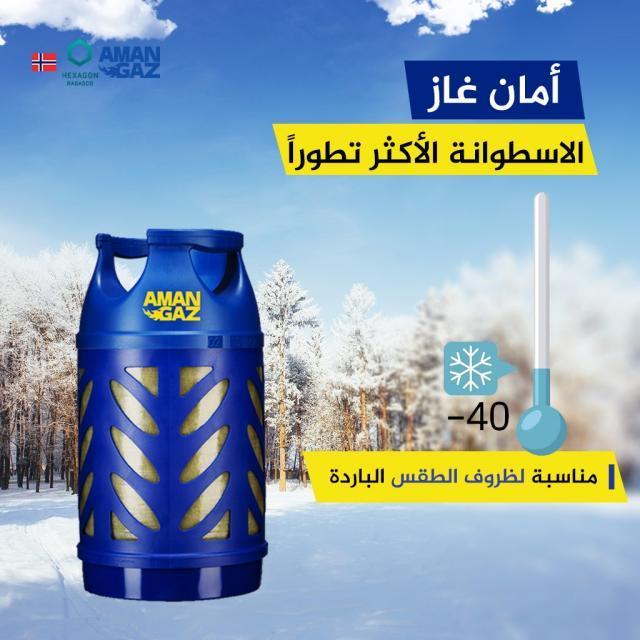 HEXAGON
RAGASCO
AMAN
GAZ
أمان غاز
الاسطوانة الأكثر تطوراً
AMAN
GAZ
-40
مناسبة لظروف الطقس الباردة